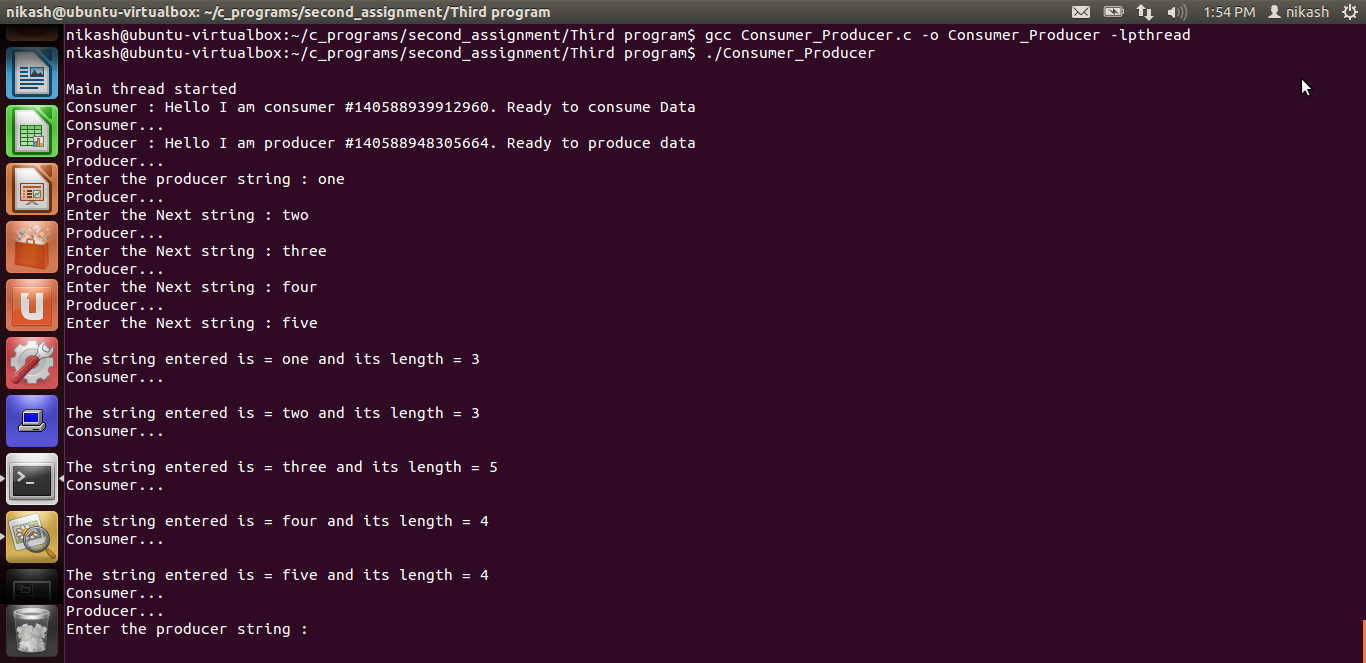 nikash@ubuntu-virtualbox: ~/c_programs/second_assignment/Third program
1:54 PM nikash
nikash@ubuntu-virtualbox:~/c_programs/second_assignment/Third program$ gcc Consumer_Producer.c -o Consumer_Producer -lpthread
nikash@ubuntu-virtualbox:~/c_programs/second_assignment/Third program$ ./Consumer_Producer
Main thread started
Consumer : Hello I am consumer #140588939912960. Ready to consume Data
Consumer...
Producer : Hello I am producer #140588948305664. Ready to produce data
Producer...
Enter the producer string : one
Producer...
Enter the Next string : two
Producer...
Enter the Next string : three
Producer...
Enter the Next string : four
Producer...
Enter the Next string : five
The string entered is = one and its length = 3
Consumer...
The string entered is = two and its length = 3
Consumer...
The string entered is = three and its length = 5
Consumer...
The string entered is = four and its length = 4
Consumer...
The string entered is = five and its length = 4
Consumer...
Producer...
Enter the producer string :